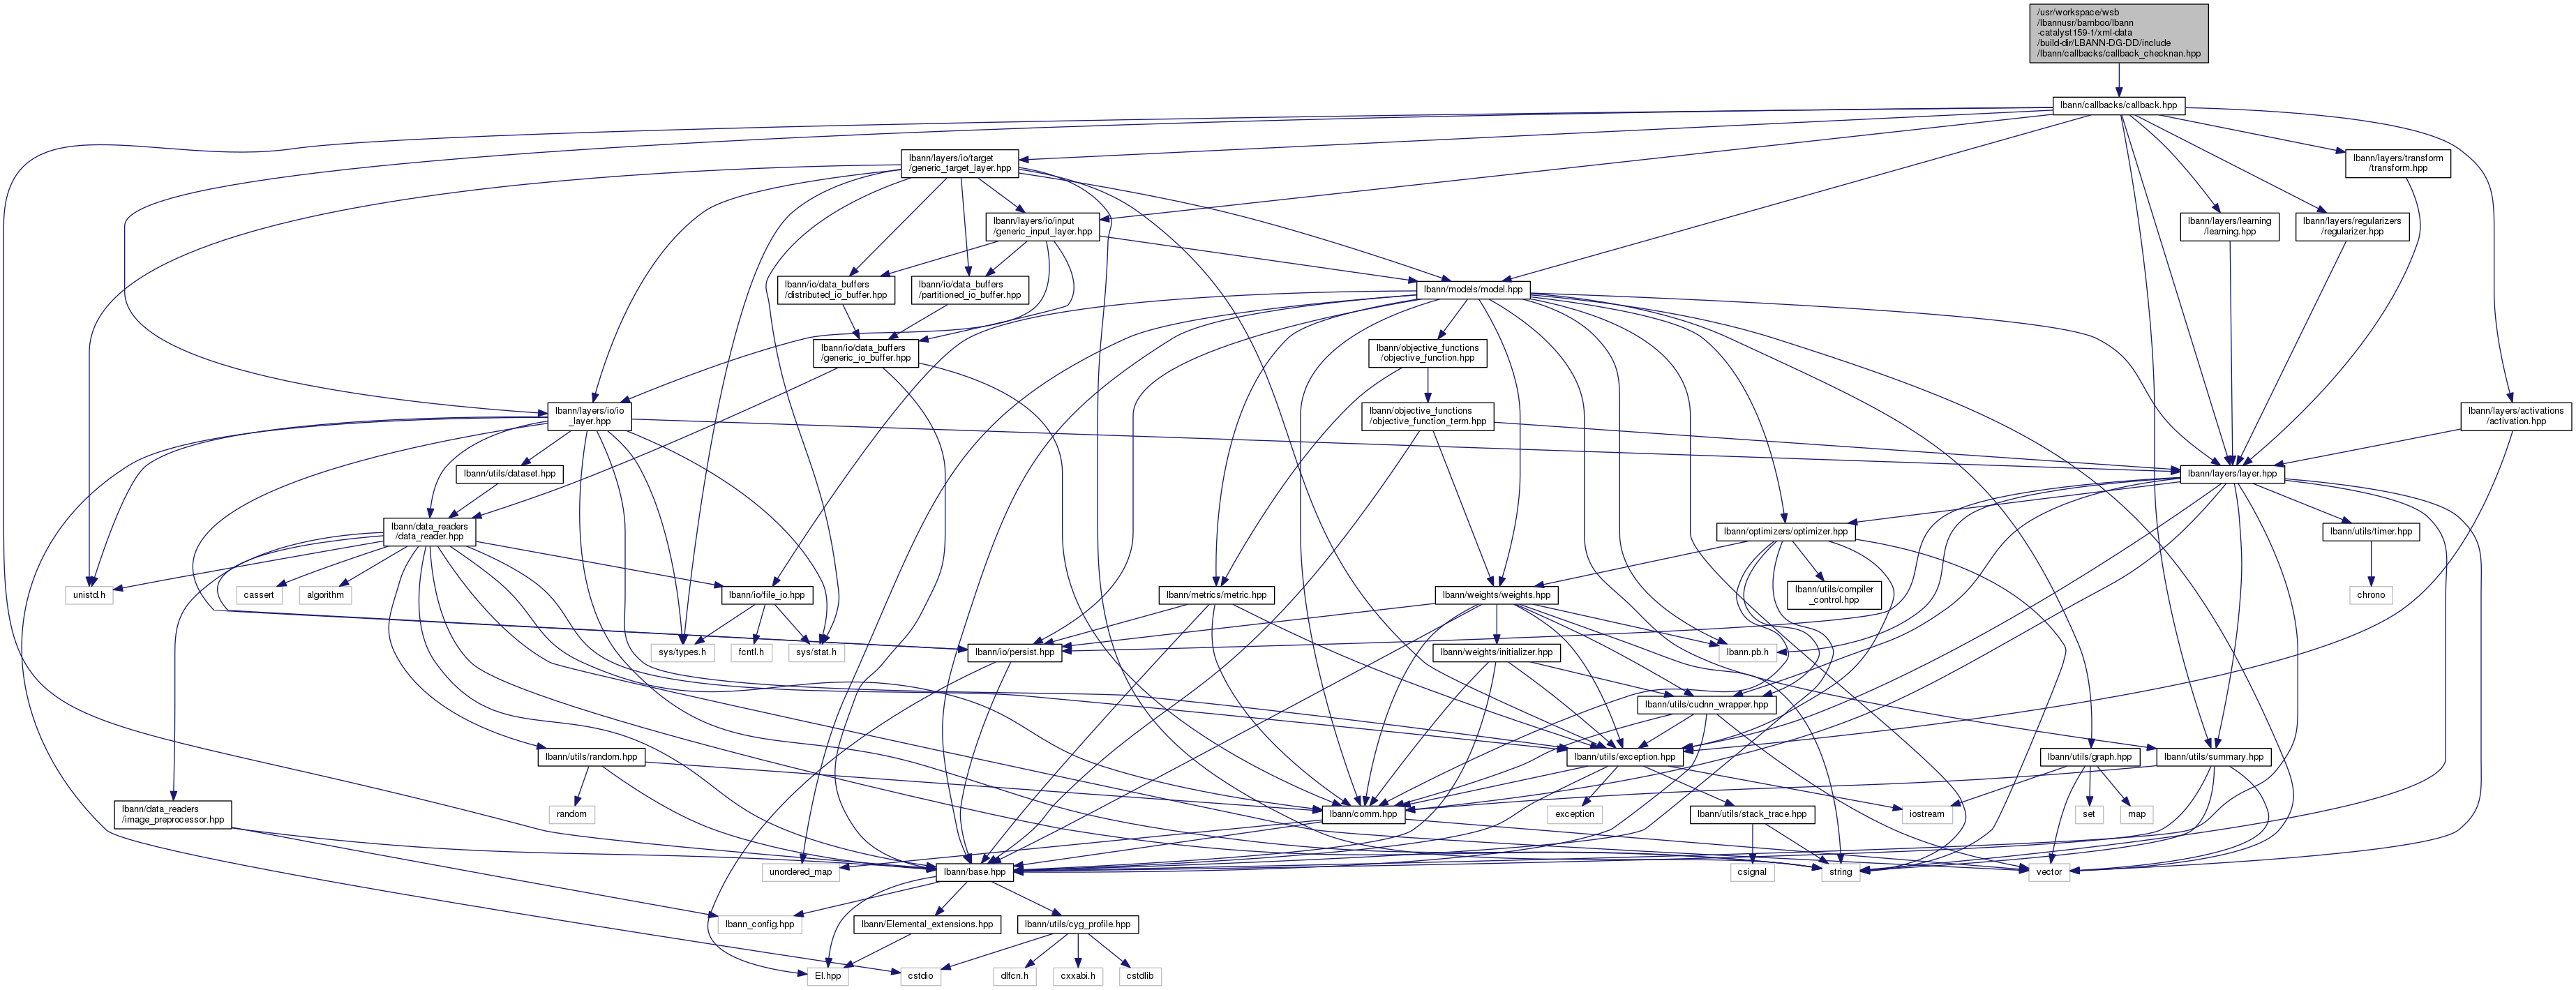 /usr/workspace/wsb
/lbannusr/bamboo/lbann
-catalyst159-1/xml-data
/build-dir/LBANN-DG-DD/include
/lbann/callbacks/callback_checknan.hpp
lbann/callbacks/callback.hpp
lbann/layers/io/target
/generic_target_layer.hpp
lbann/layers/transform
/transform.hpp
lbann/layers/io/input
/generic_input_layer.hpp
lbann/layers/learning
/learning.hpp
lbann/layers/regularizers
/regularizer.hpp
lbann/io/data_buffers
/distributed_io_buffer.hpp
lbann/io/data_buffers
/partitioned_io_buffer.hpp
lbann/models/model.hpp
lbann/io/data_buffers
/generic_io_buffer.hpp
lbann/objective_functions
/objective_function.hpp
lbann/layers/io/io
_layer.hpp
lbann/objective_functions
/objective_function_term.hpp
lbann/layers/activations
/activation.hpp
lbann/utils/dataset.hpp
lbann/layers/layer.hpp
lbann/data_readers
/data_reader.hpp
lbann/optimizers/optimizer.hpp
lbann/utils/timer.hpp
unistd.h
cassert
algorithm
lbann/io/file_io.hpp
lbann/metrics/metric.hpp
lbann/weights/weights.hpp
lbann/utils/compiler
_control.hpp
chrono
sys/types.h
fcntl.h
sys/stat.h
lbann/io/persist.hpp
lbann/weights/initializer.hpp
lbann.pb.h
lbann/utils/cudnn_wrapper.hpp
lbann/utils/random.hpp
lbann/utils/exception.hpp
lbann/utils/graph.hpp
lbann/utils/summary.hpp
lbann/data_readers
/image_preprocessor.hpp
random
lbann/comm.hpp
exception
lbann/utils/stack_trace.hpp
iostream
set
map
unordered_map
lbann/base.hpp
csignal
string
vector
lbann_config.hpp
lbann/Elemental_extensions.hpp
lbann/utils/cyg_profile.hpp
El.hpp
cstdio
dlfcn.h
cxxabi.h
cstdlib